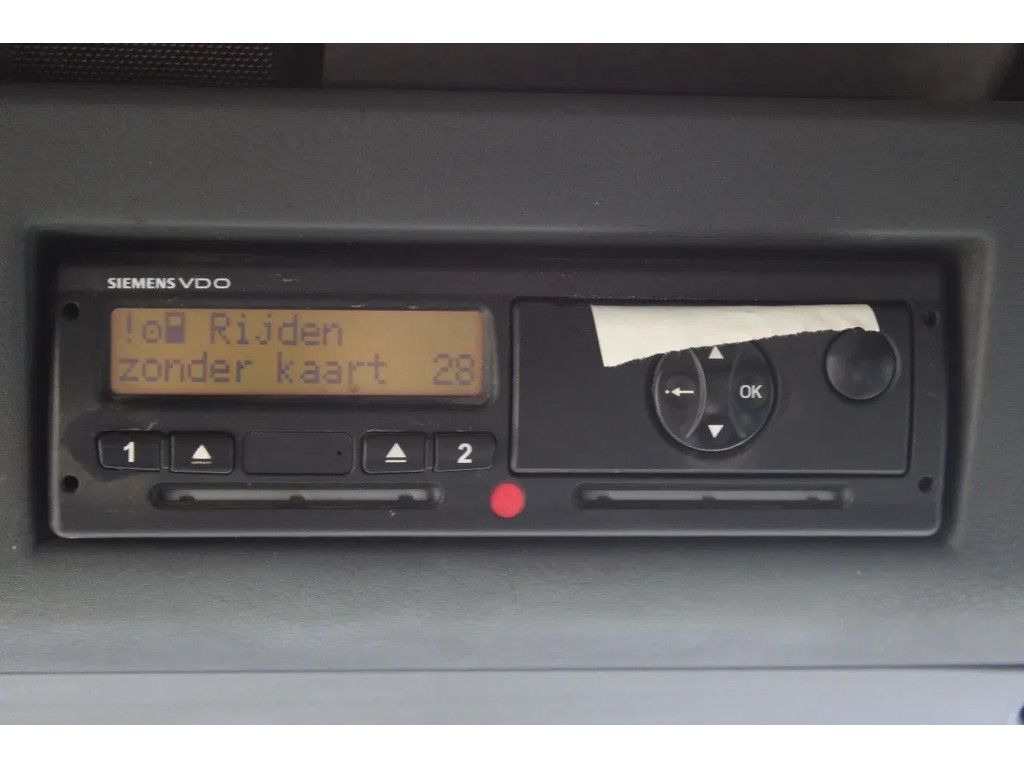 SIEMENS VDO
! Rijden
zonder kaart 28
1
2
OK